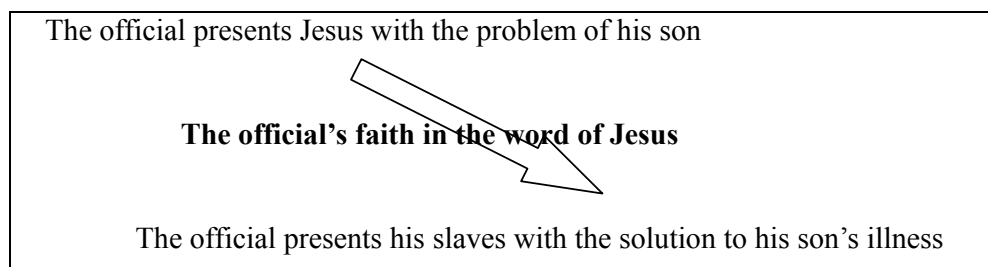 The official presents Jesus with the problem of his son
The official’s faith in the word of Jesus
The official presents his slaves with the solution to his son’s illness